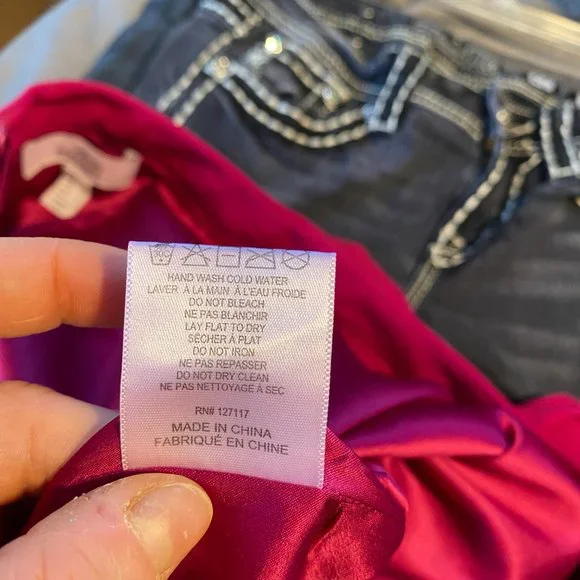 HAND WASH COLD WATER
LAVER À LA MAIN À L'EAU FROIDE
DO NOT BLEACH
NE PAS BLANCHIR
LAY FLAT TO DRY
SÉCHER À PLAT
DO NOT IRON
NE PAS REPASSER
DO NOT DRY CLEAN
NE PAS NETTOYAGE À SEC
RN# 127117
MADE IN CHINA
FABRIQUÉ EN CHINE